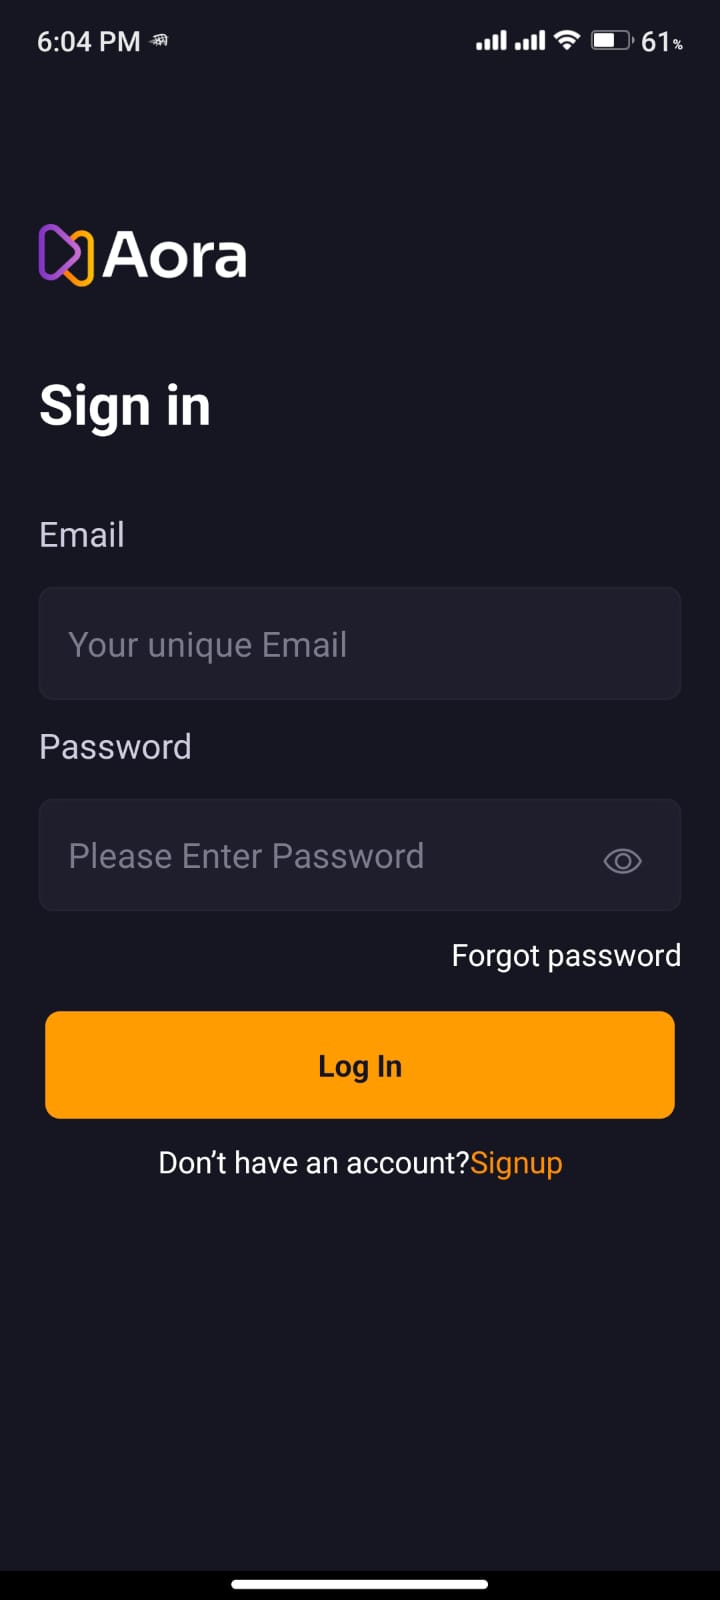 6:04 PM 61%
Aora
Sign in
Email
Your unique Email
Password
Please Enter Password
Forgot password
Log In
Don’t have an account?Signup